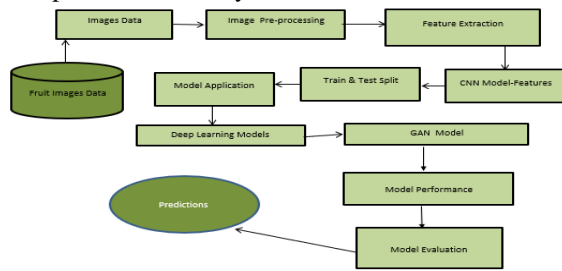 Images Data
Image Pre-processing
Feature Extraction
Fruit Images Data
Model Application
Train & Test Split
CNN Model-Features
Deep Learning Models
GAN Model
Predictions
Model Performance
Model Evaluation